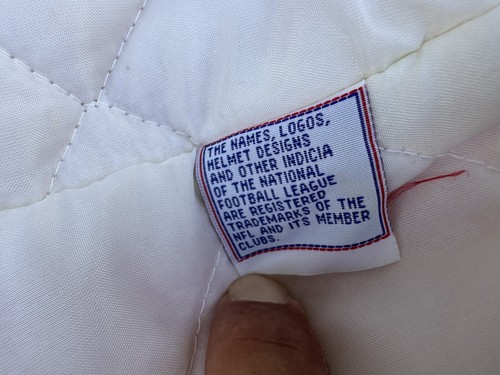 THE NAMES, LOGOS,
HELMET DESIGNS
AND OTHER INDICIA
OF THE NATIONAL
FOOTBALL LEAGUE
ARE REGISTERED
TRADEMARKS OF THE
NFL AND ITS MEMBER
CLUBS.